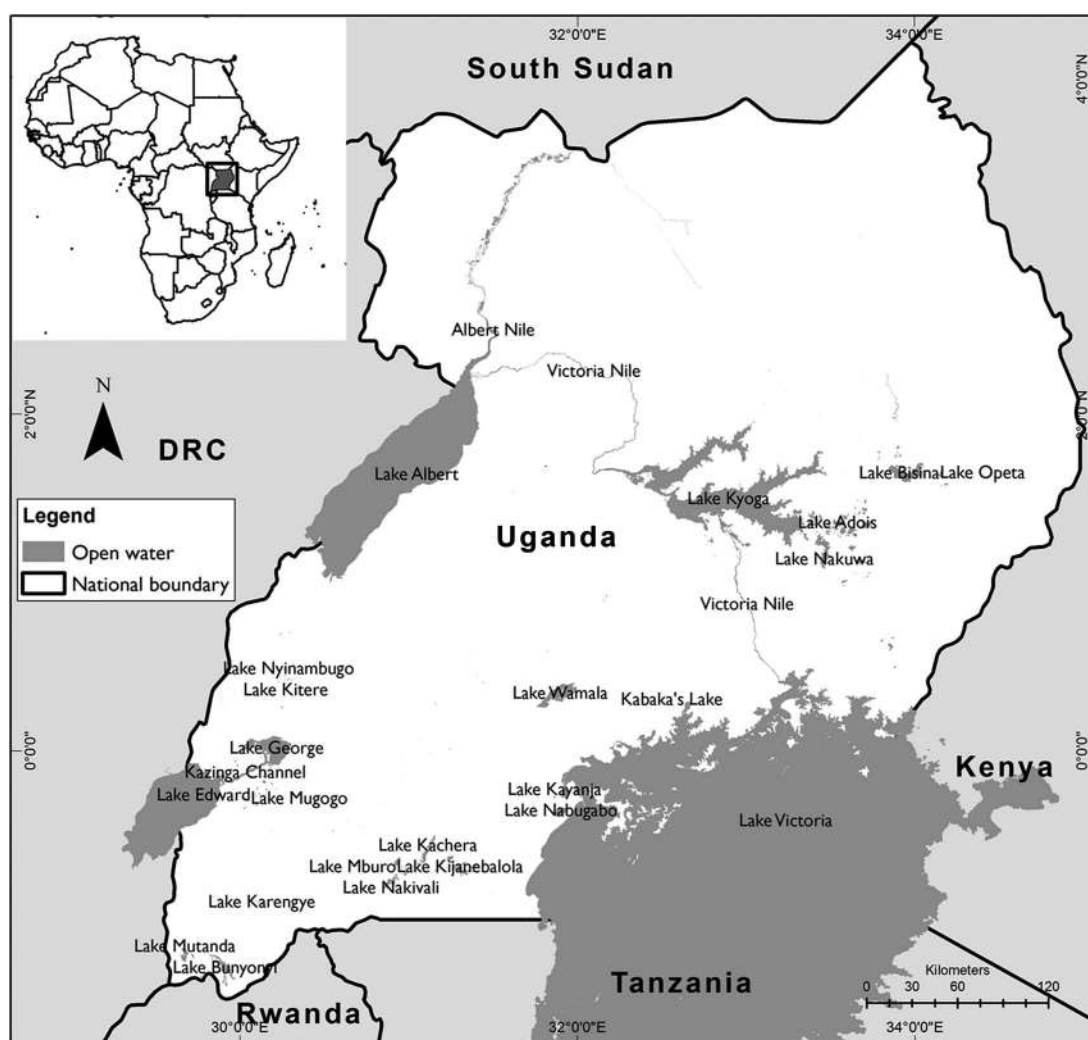 32°0'0"E
34°0'0"E
South Sudan
4°0'0"N
N
Albert Nile
Victoria Nile
2°0'0"N
2°0'0"N
DRC
Lake Albert
Lake Bisina
Lake Opeta
Lake Kyoga
Legend
Open water
National boundary
Uganda
Lake Adois
Lake Nakuwa
Victoria Nile
Lake Nyinambugo
Lake Kitere
Lake Wamala
Kabaka's Lake
0°0'0"
0°0'0"
Lake George
Kazinga Channel
Kenya
Lake Edward
Lake Mugogo
Lake Kayanja
Lake Nabugabo
Lake Victoria
Lake Kachera
Lake Mburo
Lake Kijanebalola
Lake Nakivali
Lake Karengye
Lake Mutanda
Lake Bunyonyi
Tanzania
Kilometers
0 30 60 120
Rwanda
30°0'0"E
32°0'0"E
34°0'0"E